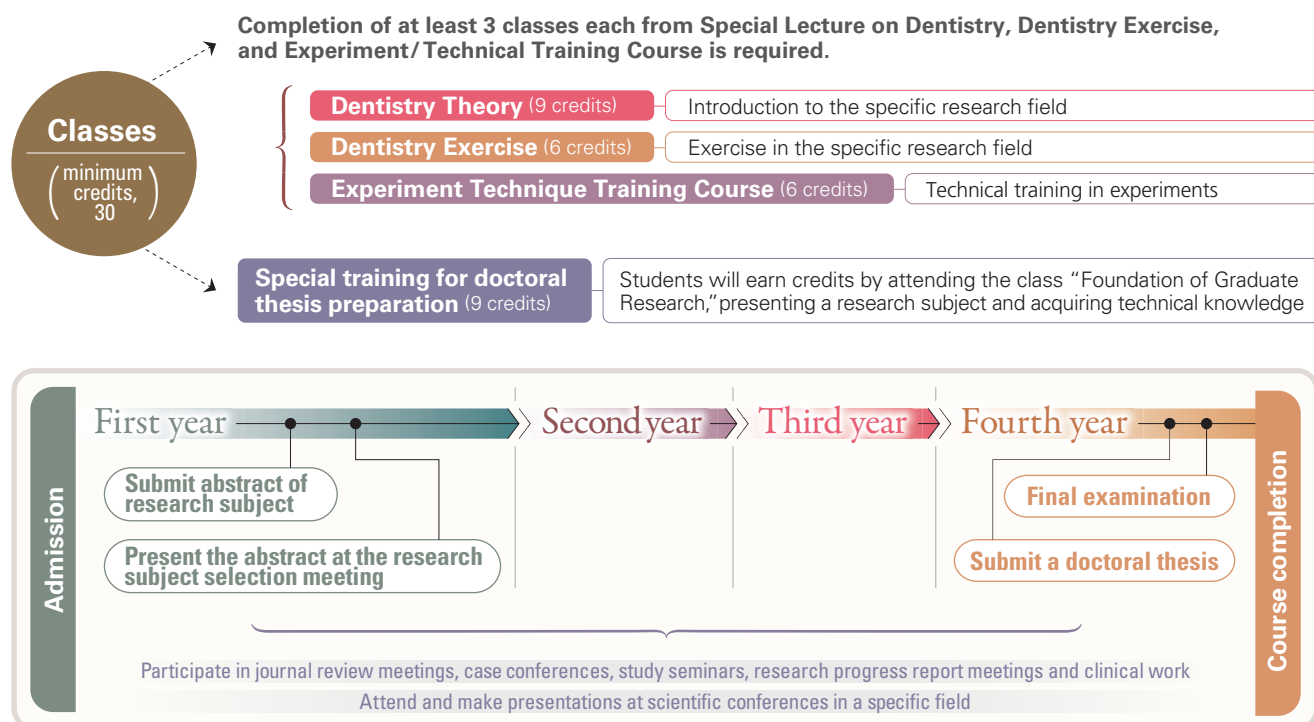 Completion of at least 3 classes each from Special Lecture on Dentistry, Dentistry Exercise,
and Experiment/Technical Training Course is required.
Classes
(minimum
credits,
30)
Dentistry Theory (9 credits)
Introduction to the specific research field
Dentistry Exercise (6 credits)
Exercise in the specific research field
Experiment Technique Training Course (6 credits)
Technical training in experiments
Special training for doctoral
thesis preparation (9 credits)
Students will earn credits by attending the class “Foundation of Graduate
Research,”presenting a research subject and acquiring technical knowledge
Admission
First year
Second year
Third year
Fourth year
Submit abstract of
research subject
Present the abstract at the research
subject selection meeting
Final examination
Submit a doctoral thesis
Course completion
Participate in journal review meetings, case conferences, study seminars, research progress report meetings and clinical work
Attend and make presentations at scientific conferences in a specific field